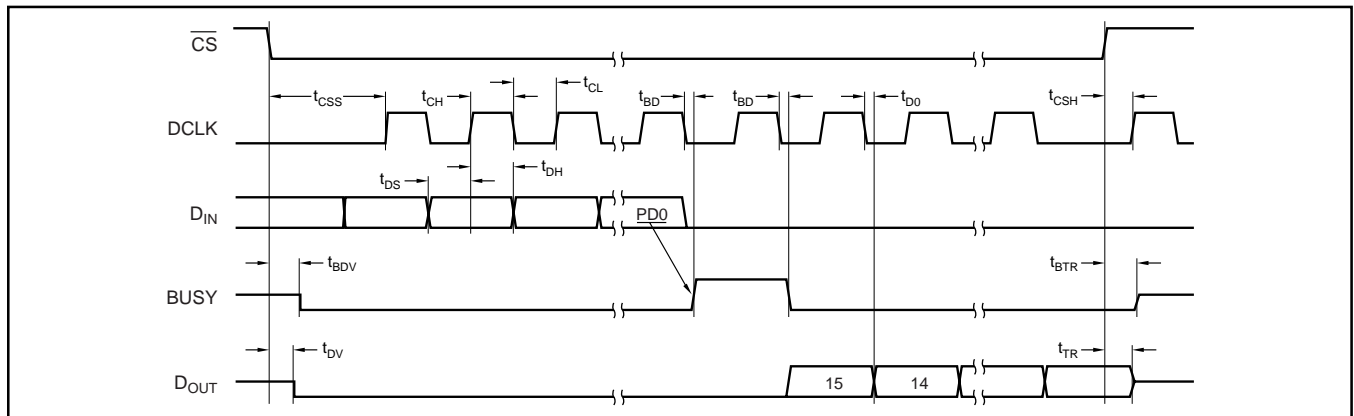 CS
tCSS
tCH
tCL
tBD
tBD
tD0
tCSH
DCLK
tDS
tDH
DIN
PD0
tBDV
tBTR
BUSY
tDV
tTR
DOUT
15
14